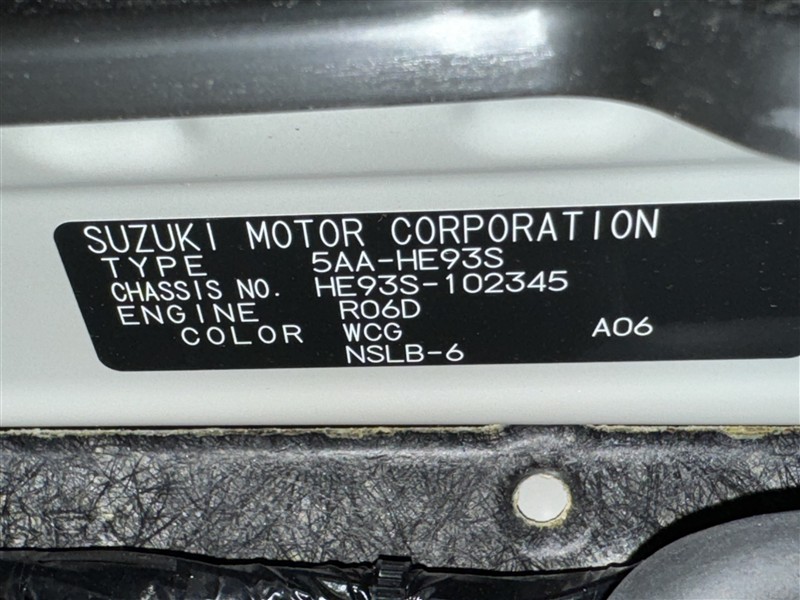 SUZUKI MOTOR CORPORATION
TYPE 5AA-HE93S
CHASSIS NO. HE93S-102345
ENGINE R06D
COLOR WCG A06
NSLB-6